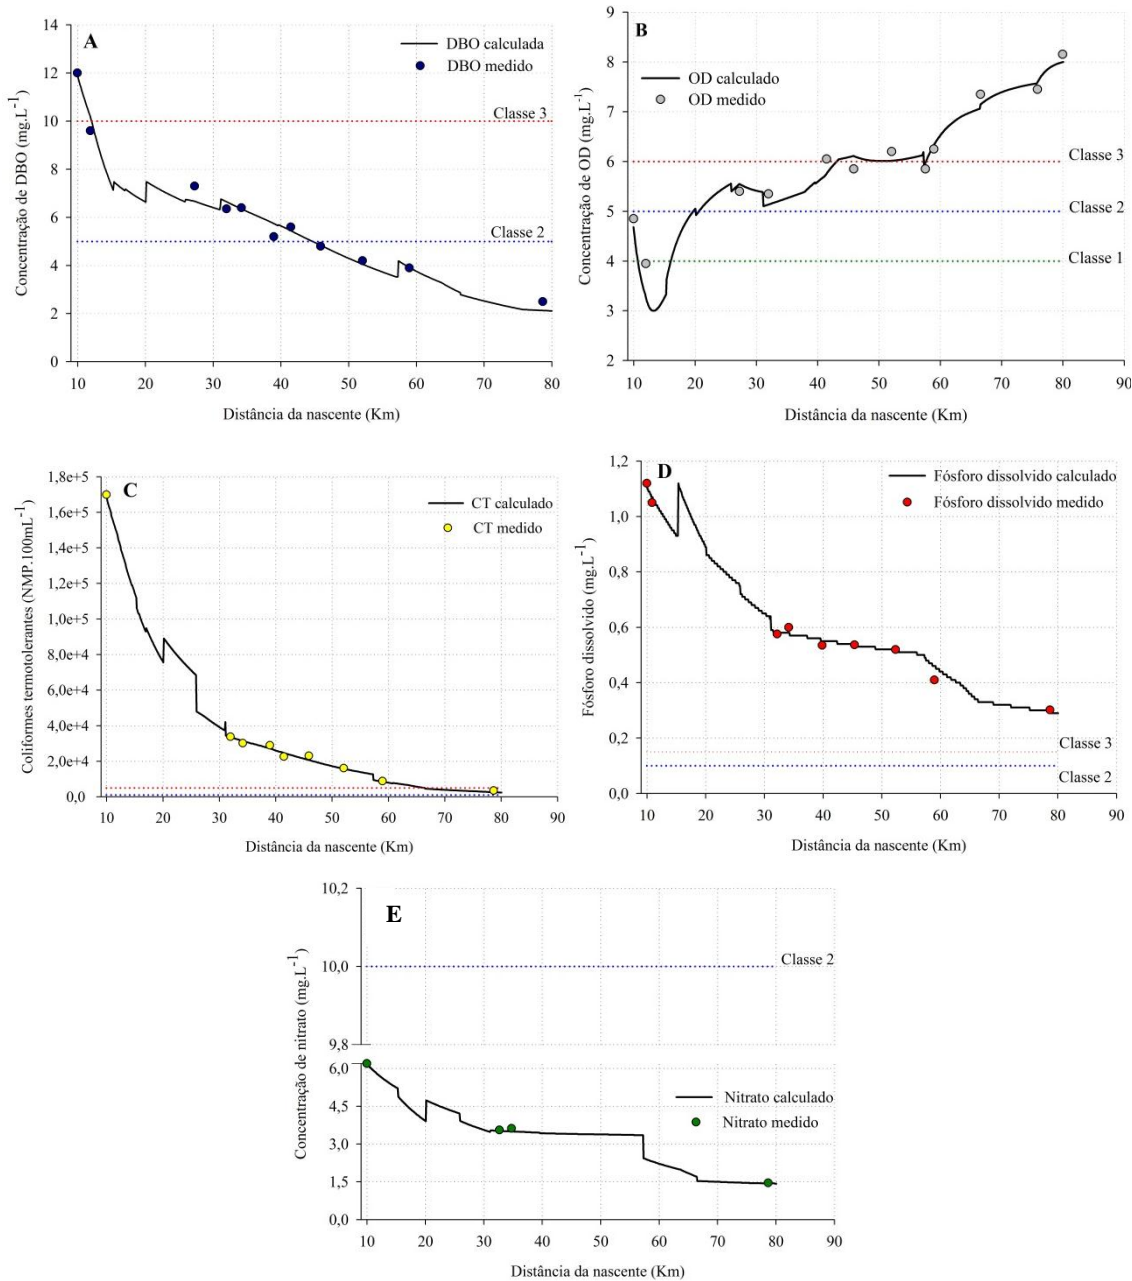 A
DBO calculada
DBO medido
Classe 3
Classe 2
Concentração de DBO (mg.L-1)
14
12
10
8
6
4
2
0
10 20 30 40 50 60 70 80
Distância da nascente (Km)
B
OD calculado
OD medido
Classe 3
Classe 2
Classe 1
Concentração de OD (mg.L-1)
9
8
7
6
5
4
3
2
10 20 30 40 50 60 70 80 90
Distância da nascente (Km)
C
CT calculado
CT medido
Coliformes termotolerantes (NMP.100mL-1)
1,8e+5
1,6e+5
1,4e+5
1,2e+5
1,0e+5
8,0e+4
6,0e+4
4,0e+4
2,0e+4
0,0
10 20 30 40 50 60 70 80 90
Distância da nascente (Km)
D
Fósforo dissolvido calculado
Fósforo dissolvido medido
Classe 3
Classe 2
Fósforo dissolvido (mg.L-1)
1,2
1,0
0,8
0,6
0,4
0,2
0,0
10 20 30 40 50 60 70 80 90
Distância da nascente (Km)
E
Classe 2
Nitrato calculado
Nitrato medido
Concentração de nitrato (mg.L-1)
10,2
10,0
9,8
6,0
4,5
3,0
1,5
0,0
10 20 30 40 50 60 70 80 90
Distância da nascente (Km)